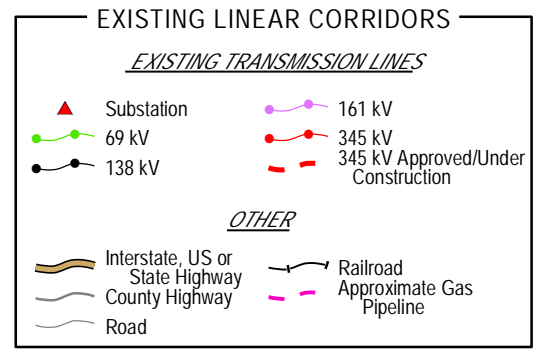 EXISTING LINEAR CORRIDORS
EXISTING TRANSMISSION LINES
Substation
69 kV
138 kV
161 kV
345 kV
345 kV Approved/Under
Construction
OTHER
Interstate, US or
State Highway
County Highway
Road
Railroad
Approximate Gas
Pipeline